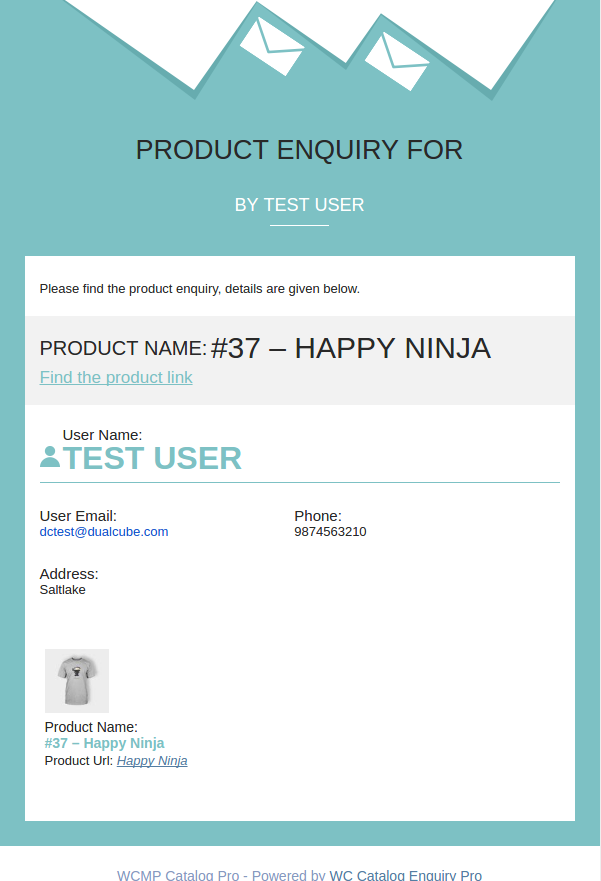 PRODUCT ENQUIRY FOR
BY TEST USER
Please find the product enquiry, details are given below.
PRODUCT NAME: #37 – HAPPY NINJA
Find the product link
User Name:
TEST USER
User Email:
dctest@dualcube.com
Phone:
9874563210
Address:
Saltlake
Product Name:
#37 – Happy Ninja
Product Url: Happy Ninja
WCMP Catalog Pro - Powered by WC Catalog Enquiry Pro